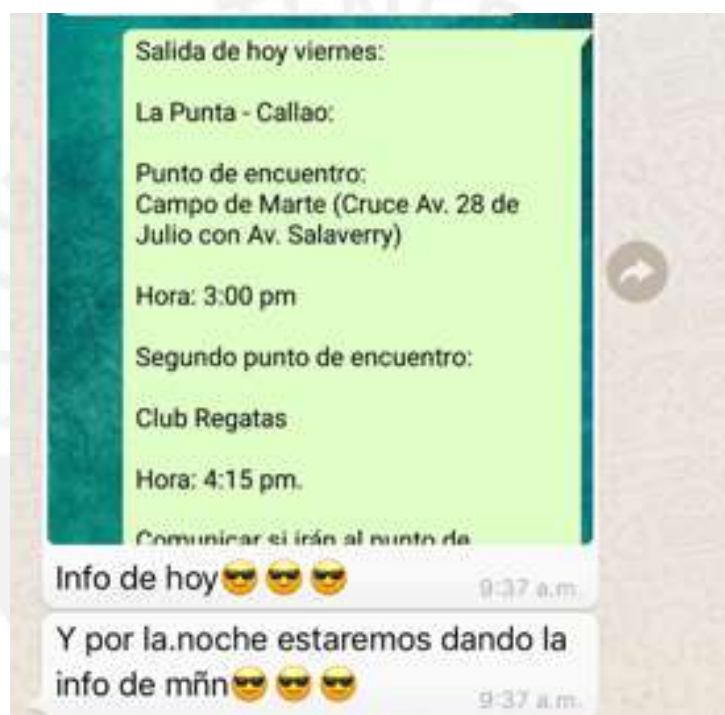 Salida de hoy viernes:
La Punta - Callao:
Punto de encuentro:
Campo de Marte (Cruce Av. 28 de
Julio con Av. Salaverry)
Hora: 3:00 pm
Segundo punto de encuentro:
Club Regatas
Hora: 4:15 pm.
Comunicar si irán al punto de
Info de hoy😎😎😎
9:37 a.m.
Y por la.noche estaremos dando la
info de mñn😎😎😎
9:37 a.m.